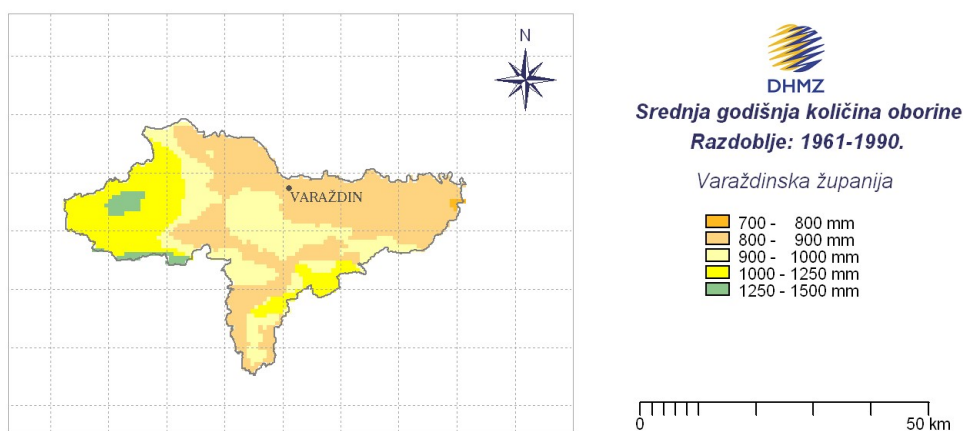 N
VARAŽDIN
DHMZ
Srednja godišnja količina oborine
Razdoblje: 1961-1990.
Varaždinska županija
700 - 800 mm
800 - 900 mm
900 - 1000 mm
1000 - 1250 mm
1250 - 1500 mm
0 50 km